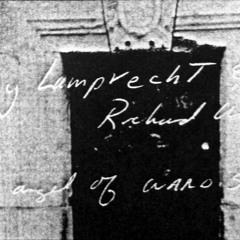 y Lamprecht
Richard
angel of WARD.S